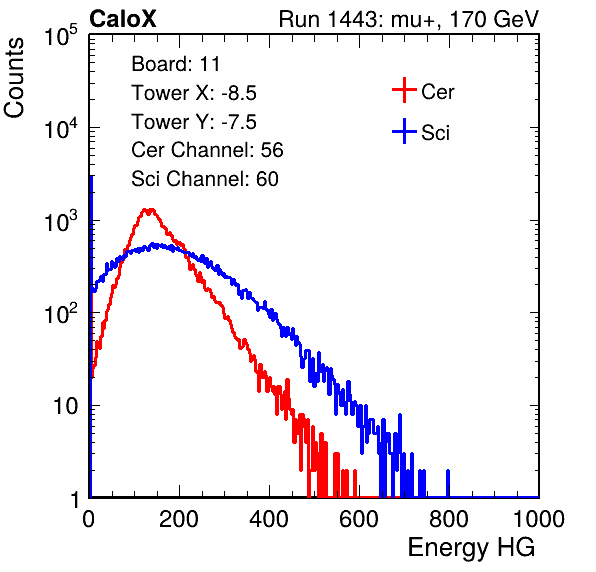 CaloX Run 1443: mu+, 170 GeV
Counts
Board: 11
Tower X: -8.5
Tower Y: -7.5
Cer Channel: 56
Sci Channel: 60
Cer
Sci
10^5
10^4
10^3
10^2
10
1
0 200 400 600 800 1000
Energy HG